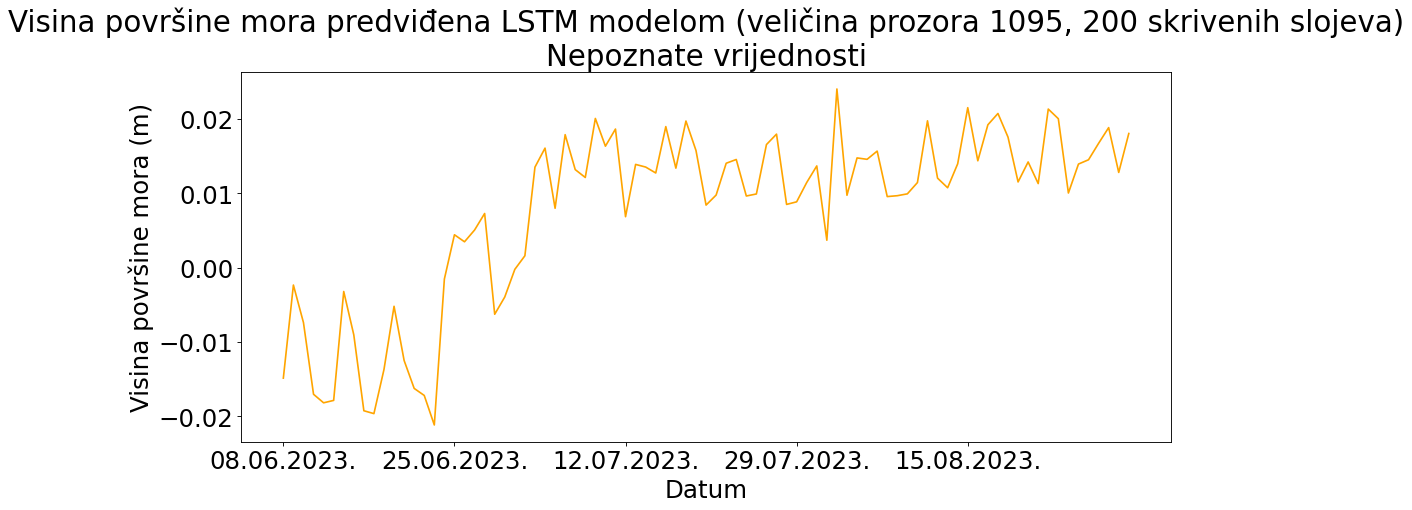 Visina površine mora predviđena LSTM modelom (veličina prozora 1095, 200 skrivenih slojeva)
Nepoznate vrijednosti
Visina površine mora (m)
0.02
0.01
0.00
−0.01
−0.02
08.06.2023. 25.06.2023. 12.07.2023. 29.07.2023. 15.08.2023.
Datum